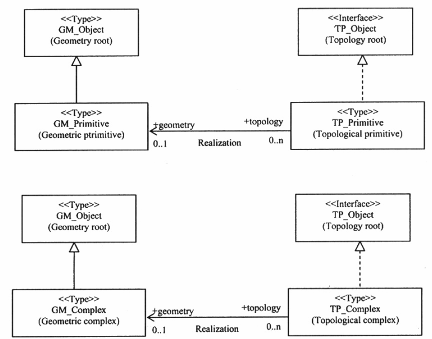 <<Type>>
GM_Object
(Geometry root)
<<Interface>>
TP_Object
(Topology root)
<<Type>>
GM_Primitive
(Geometric ptrimitive)
+geometry
+topology
0..1
Realization
0..n
<<Type>>
TP_Primitive
(Topological primitive)
<<Type>>
GM_Object
(Geometry root)
<<Interface>>
TP_Object
(Topology root)
<<Type>>
GM_Complex
(Geometric complex)
+geometry
+topology
0..1
Realization
0..n
<<Type>>
TP_Complex
(Topological complex)